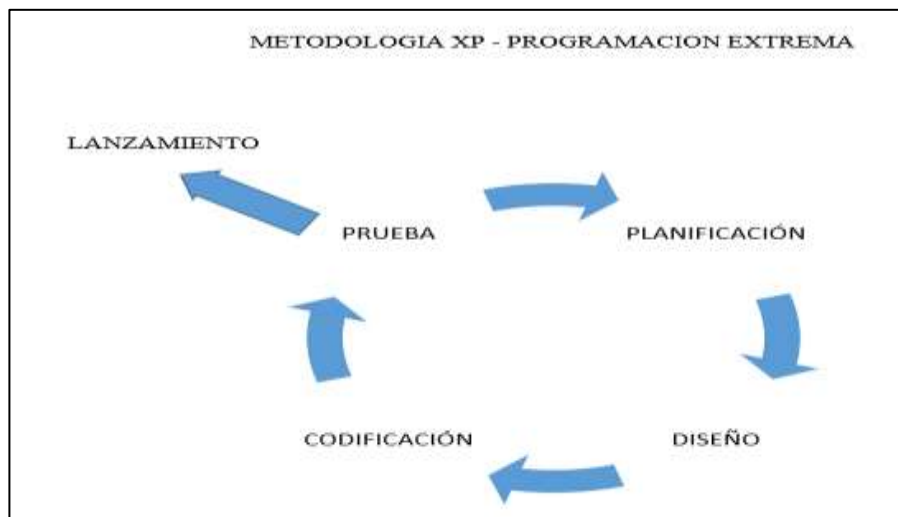 METODOLOGIA XP - PROGRAMACION EXTREMA
LANZAMIENTO
PRUEBA
PLANIFICACIÓN
CODIFICACIÓN
DISEÑO